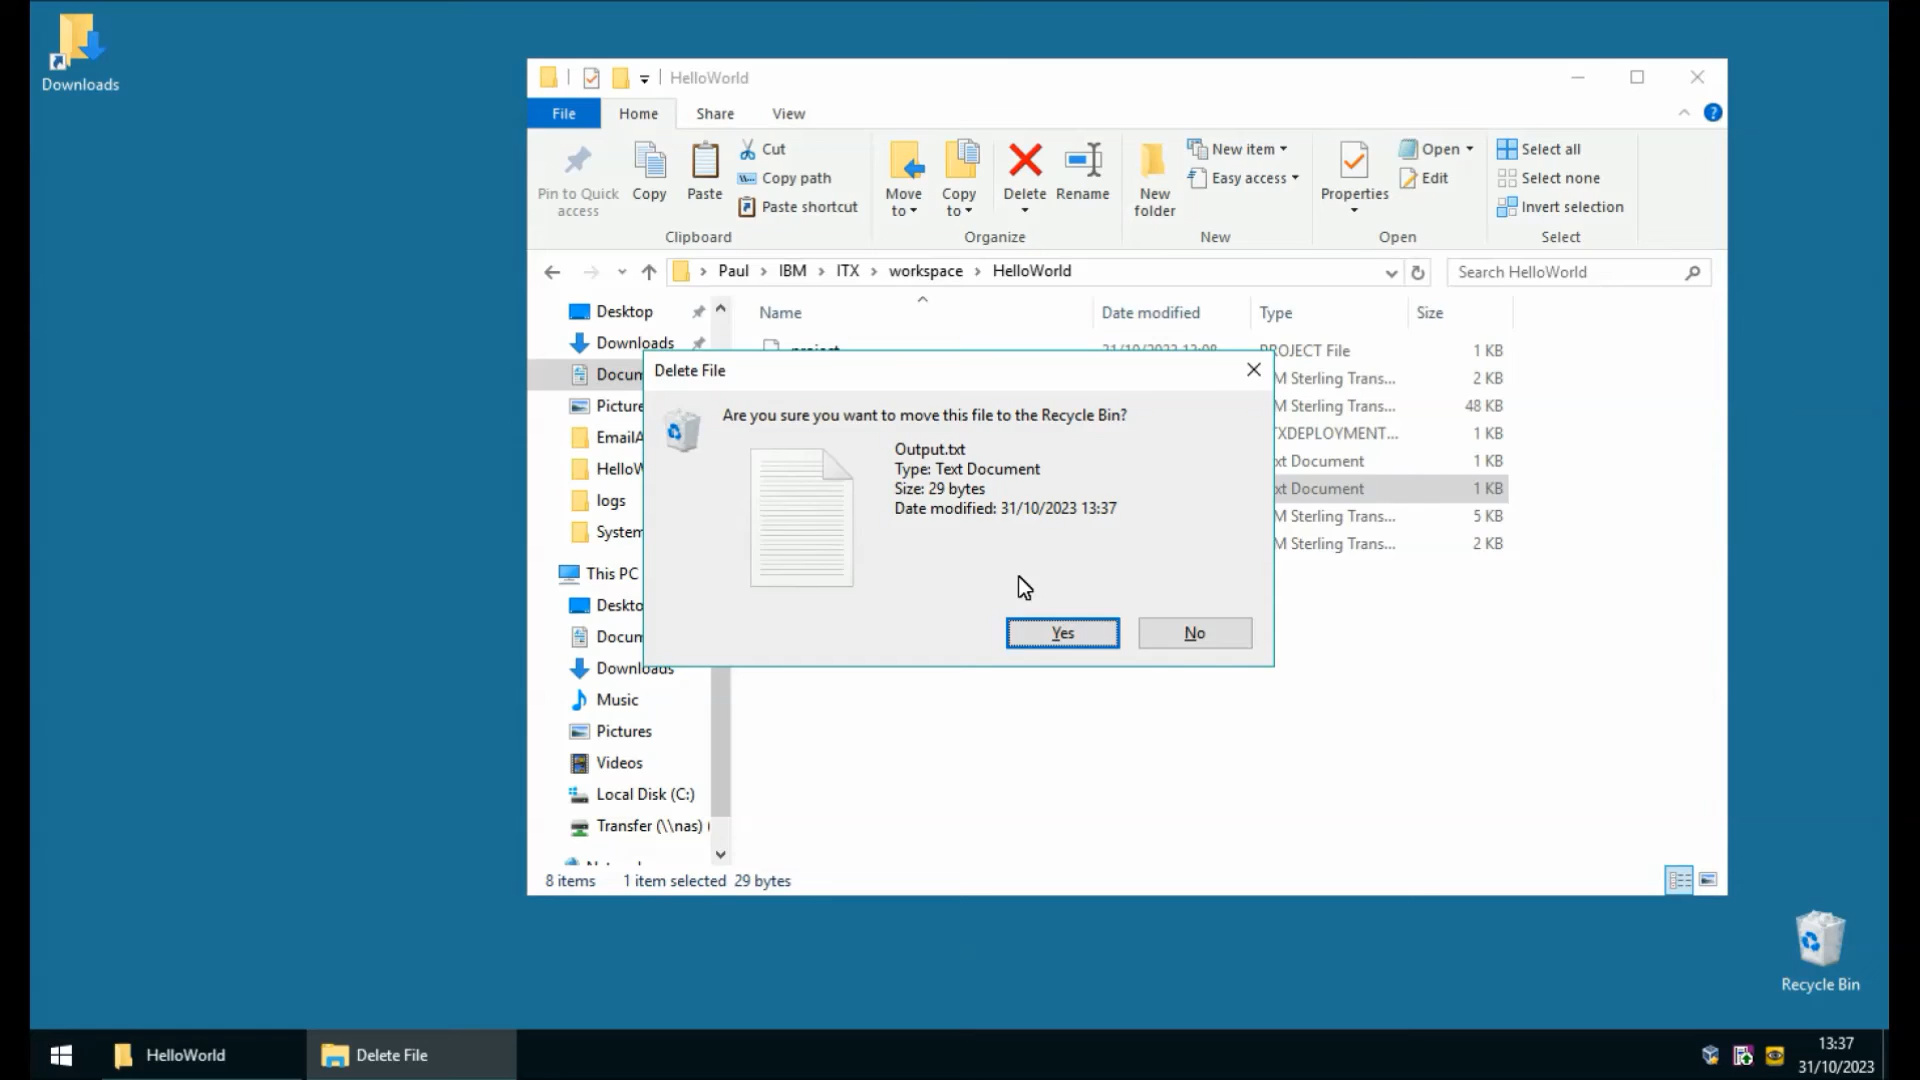 Downloads
HelloWorld
File
Home
Share
View
Pin to Quick access
Copy
Paste
Cut
Copy path
Paste shortcut
Clipboard
Move to
Copy to
Delete
Rename
Organize
New folder
New item
Easy access
New
Properties
Open
Edit
Open
Select all
Select none
Invert selection
Select
Paul > IBM > ITX > workspace > HelloWorld
Search HelloWorld
Name
Date modified
Type
Size
Desktop
Downloads
Docum
Picture
EmailA
HelloW
logs
System
This PC
Deskto
Docum
Downloads
Music
Pictures
Videos
Local Disk (C:)
Transfer (\\nas) (
project 31/10/2023 13:08 PROJECT File 1 KB
M Sterling Trans... 2 KB
M Sterling Trans... 48 KB
TXDEPLOYMENT... 1 KB
xt Document 1 KB
xt Document 1 KB
M Sterling Trans... 5 KB
M Sterling Trans... 2 KB
Delete File
Are you sure you want to move this file to the Recycle Bin?
Output.txt
Type: Text Document
Size: 29 bytes
Date modified: 31/10/2023 13:37
Yes
No
8 items
1 item selected 29 bytes
Recycle Bin
HelloWorld
Delete File
13:37
31/10/2023